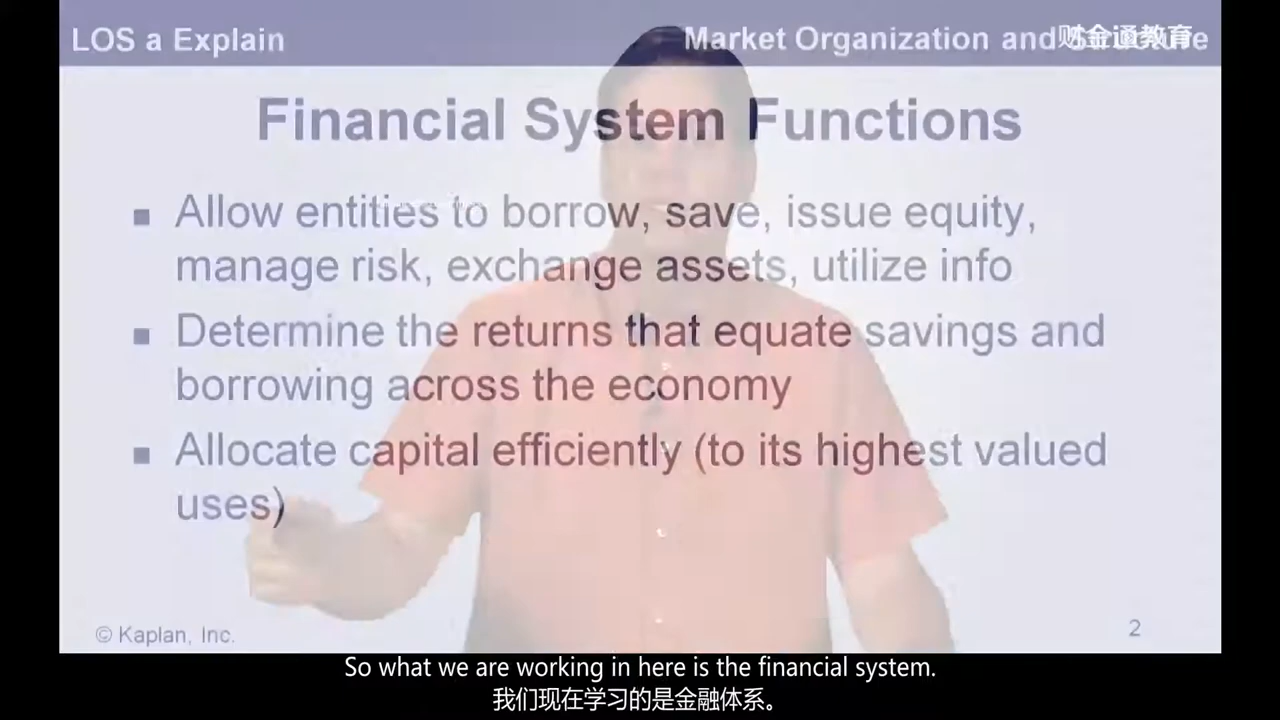 LOS a Explain
Market Organization and Structure
财金通教育
Financial System Functions
Allow entities to borrow, save, issue equity,
manage risk, exchange assets, utilize info
Determine the returns that equate savings and
borrowing across the economy
Allocate capital efficiently (to its highest valued
uses)
© Kaplan, Inc.
2
So what we are working in here is the financial system.
我们现在学习的是金融体系。